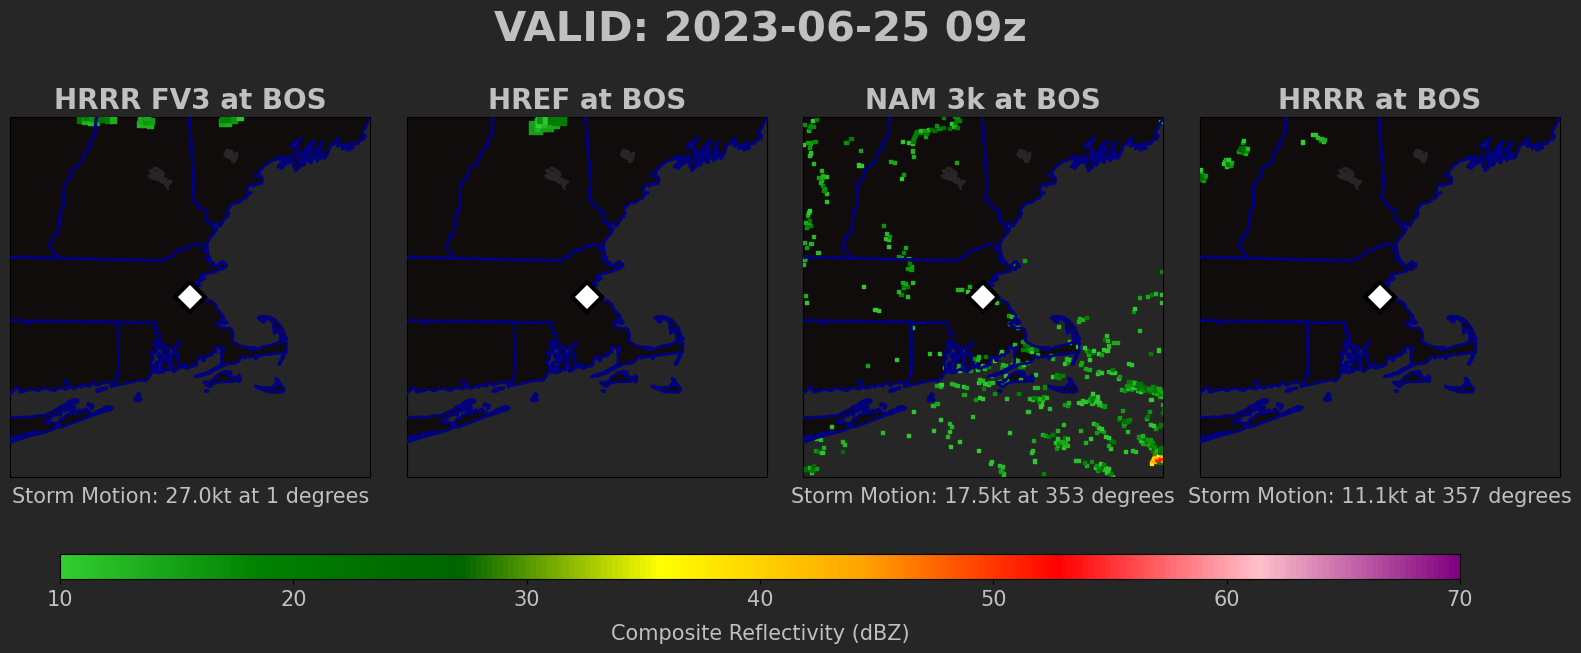 VALID: 2023-06-25 09z
HRRR FV3 at BOS
HREF at BOS
NAM 3k at BOS
HRRR at BOS
Storm Motion: 27.0kt at 1 degrees
Storm Motion: 17.5kt at 353 degrees
Storm Motion: 11.1kt at 357 degrees
10 20 30 40 50 60 70
Composite Reflectivity (dBZ)